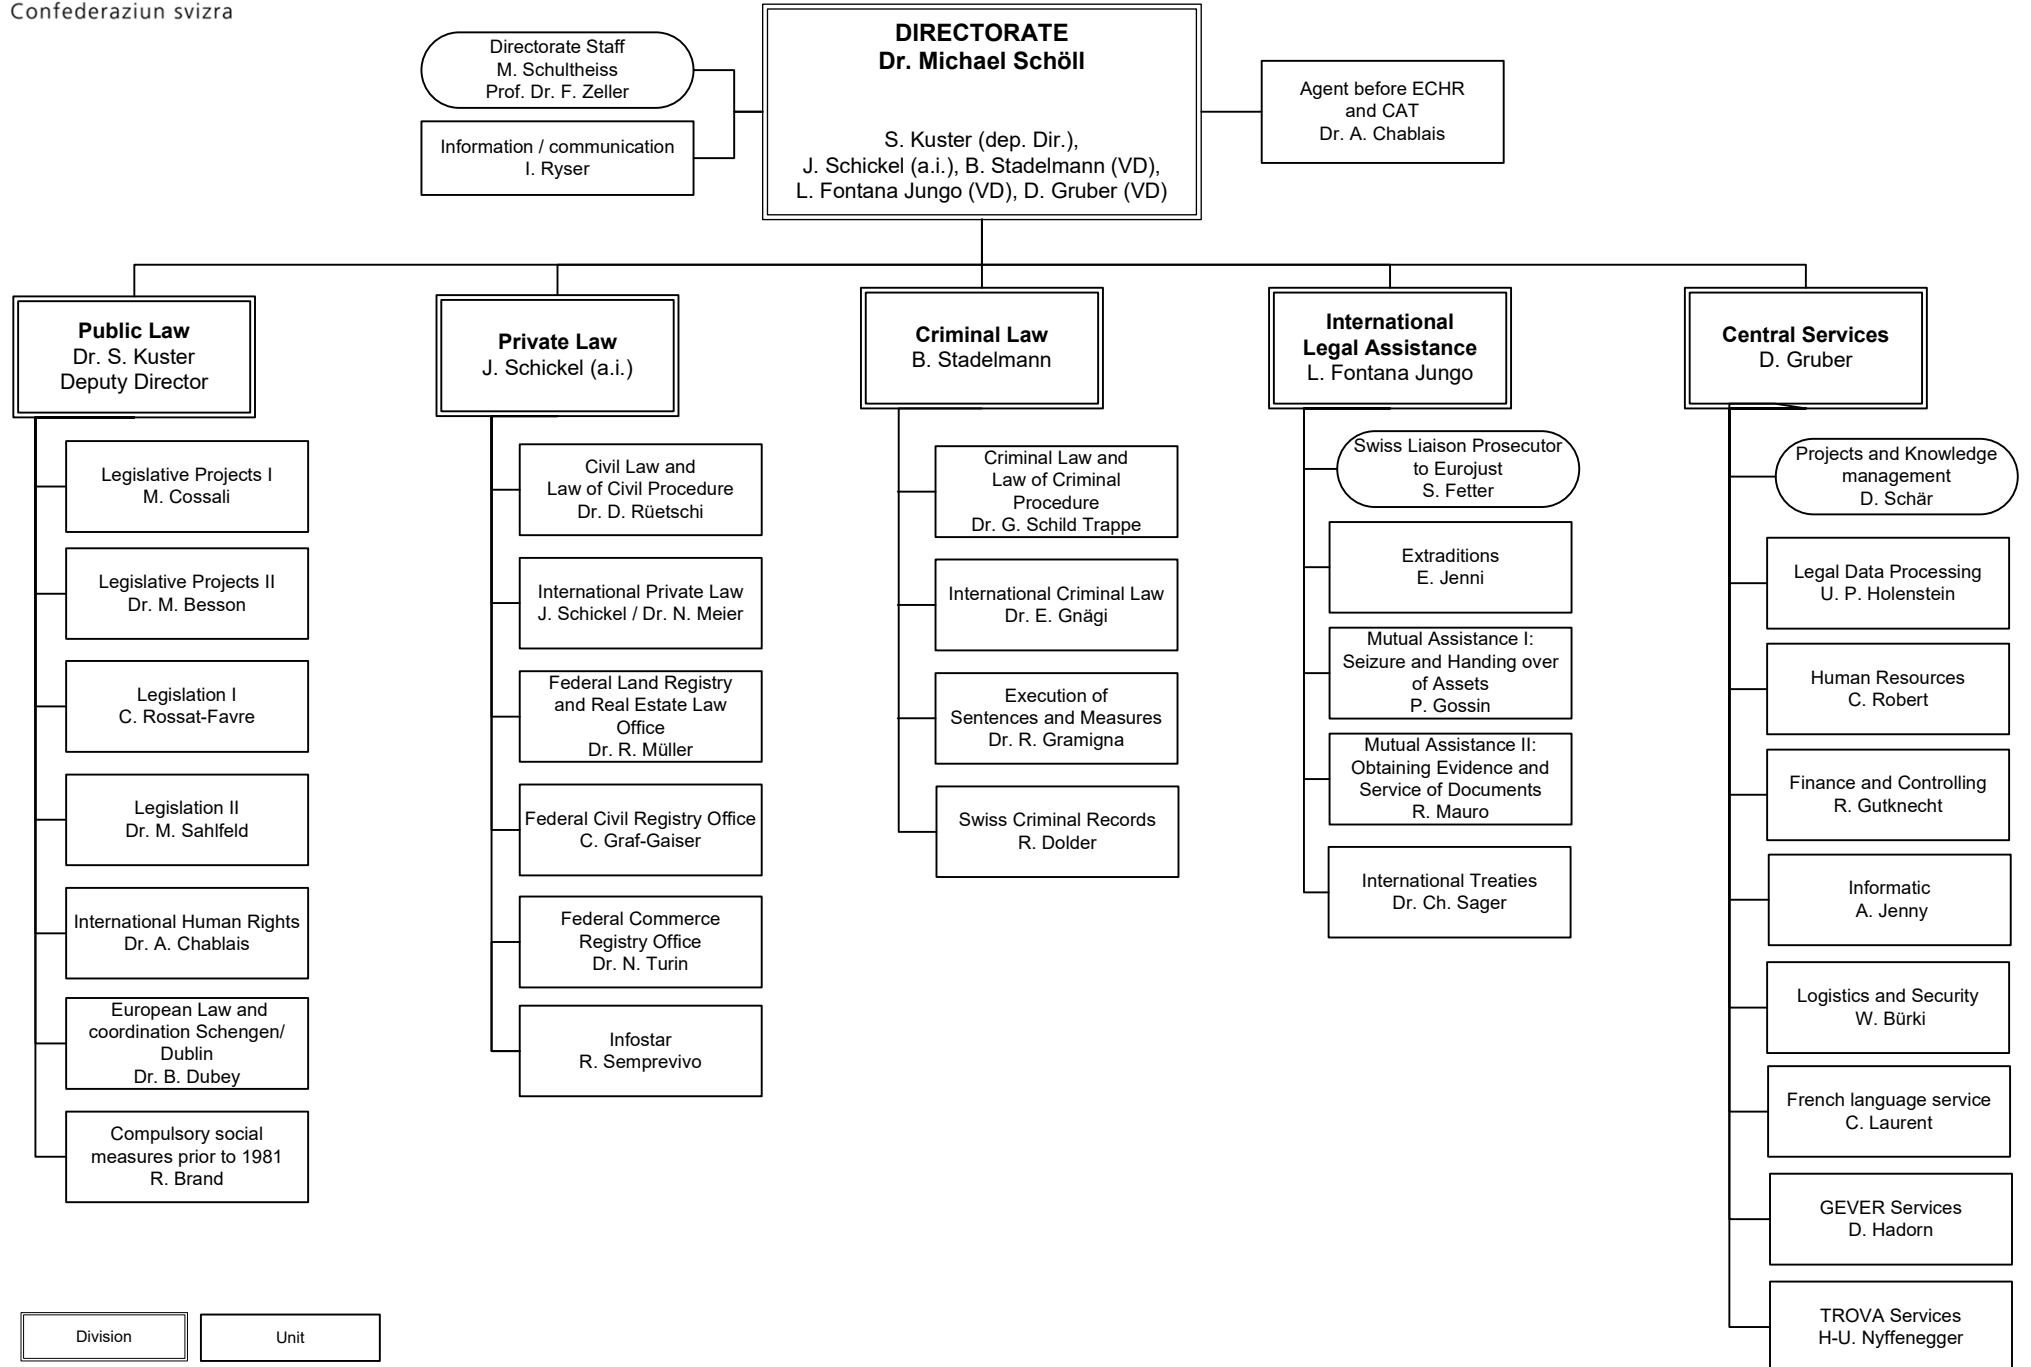 Confederaziun svizra
DIRECTORATE
Dr. Michael Schöll
S. Kuster (dep. Dir.),
J. Schickel (a.i.), B. Stadelmann (VD),
L. Fontana Jungo (VD), D. Gruber (VD)
Directorate Staff
M. Schultheiss
Prof. Dr. F. Zeller
Information / communication
I. Ryser
Agent before ECHR
and CAT
Dr. A. Chablais
Public Law
Dr. S. Kuster
Deputy Director
Legislative Projects I
M. Cossali
Legislative Projects II
Dr. M. Besson
Legislation I
C. Rossat-Favre
Legislation II
Dr. M. Sahlfeld
International Human Rights
Dr. A. Chablais
European Law and
coordination Schengen/
Dublin
Dr. B. Dubey
Compulsory social
measures prior to 1981
R. Brand
Private Law
J. Schickel (a.i.)
Civil Law and
Law of Civil Procedure
Dr. D. Rüetschi
International Private Law
J. Schickel / Dr. N. Meier
Federal Land Registry
and Real Estate Law
Office
Dr. R. Müller
Federal Civil Registry Office
C. Graf-Gaiser
Federal Commerce
Registry Office
Dr. N. Turin
Infostar
R. Semprevivo
Criminal Law
B. Stadelmann
Criminal Law and
Law of Criminal
Procedure
Dr. G. Schild Trappe
International Criminal Law
Dr. E. Gnägi
Execution of
Sentences and Measures
Dr. R. Gramigna
Swiss Criminal Records
R. Dolder
International
Legal Assistance
L. Fontana Jungo
Swiss Liaison Prosecutor
to Eurojust
S. Fetter
Extraditions
E. Jenni
Mutual Assistance I:
Seizure and Handing over
of Assets
P. Gossin
Mutual Assistance II:
Obtaining Evidence and
Service of Documents
R. Mauro
International Treaties
Dr. Ch. Sager
Central Services
D. Gruber
Projects and Knowledge
management
D. Schär
Legal Data Processing
U. P. Holenstein
Human Resources
C. Robert
Finance and Controlling
R. Gutknecht
Informatic
A. Jenny
Logistics and Security
W. Bürki
French language service
C. Laurent
GEVER Services
D. Hadorn
TROVA Services
H-U. Nyffenegger
Division
Unit